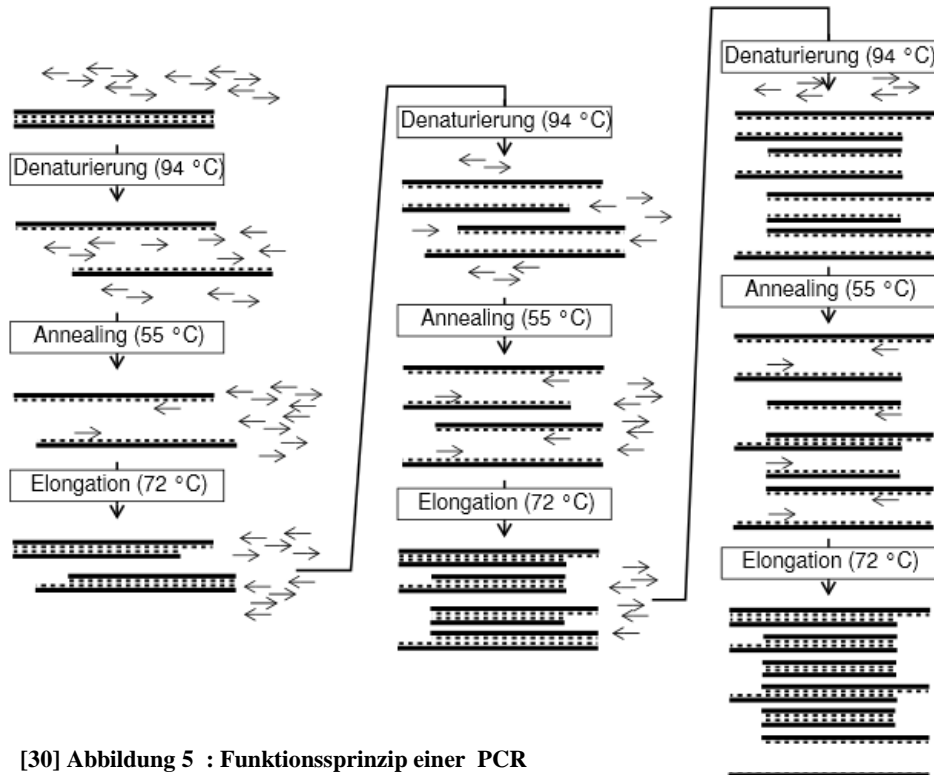 Denaturierung (94 °C)
Annealing (55 °C)
Elongation (72 °C)
Denaturierung (94 °C)
Annealing (55 °C)
Elongation (72 °C)
Denaturierung (94 °C)
Annealing (55 °C)
Elongation (72 °C)
[30] Abbildung 5 : Funktionsprinzip einer PCR